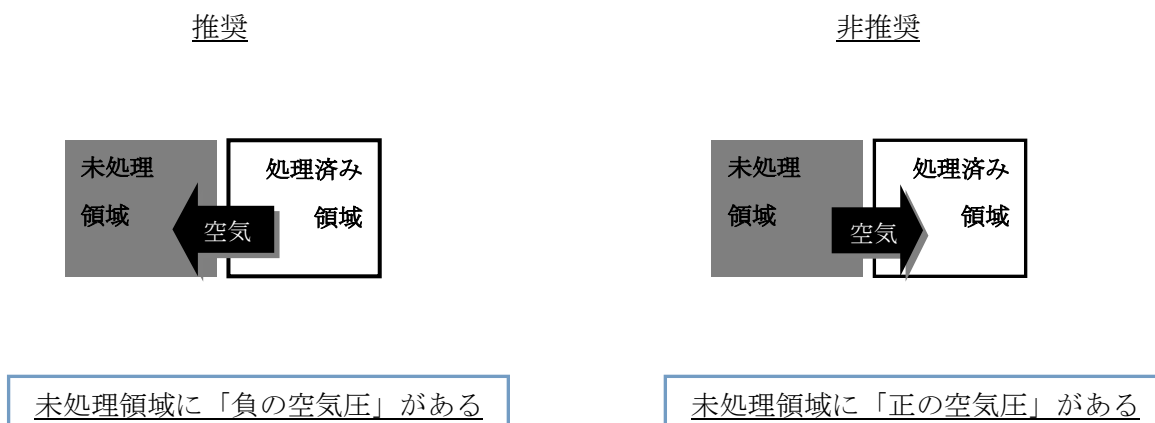 推奨
未処理
領域
処理済み
領域
空気
未処理領域に「負の空気圧」がある
非推奨
未処理
領域
処理済み
領域
空気
未処理領域に「正の空気圧」がある